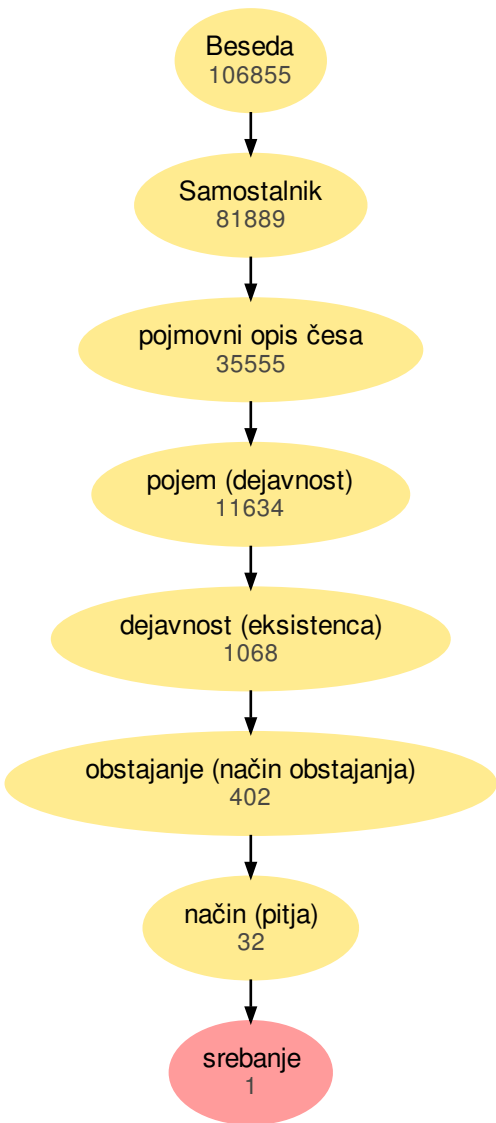 Beseda
106855
Samostalnik
81889
pojmovni opis česa
35555
pojem (dejavnost)
11634
dejavnost (eksistenca)
1068
obstajanje (način obstajanja)
402
način (pitja)
32
srebanje
1